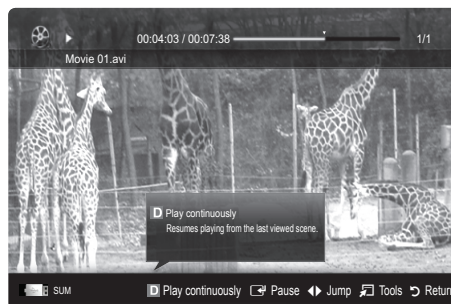 00:04:03 / 00:07:38 1/1
Movie 01.avi
D Play continuously
Resumes playing from the last viewed scene.
SUM D Play continuously Pause Jump Tools Return